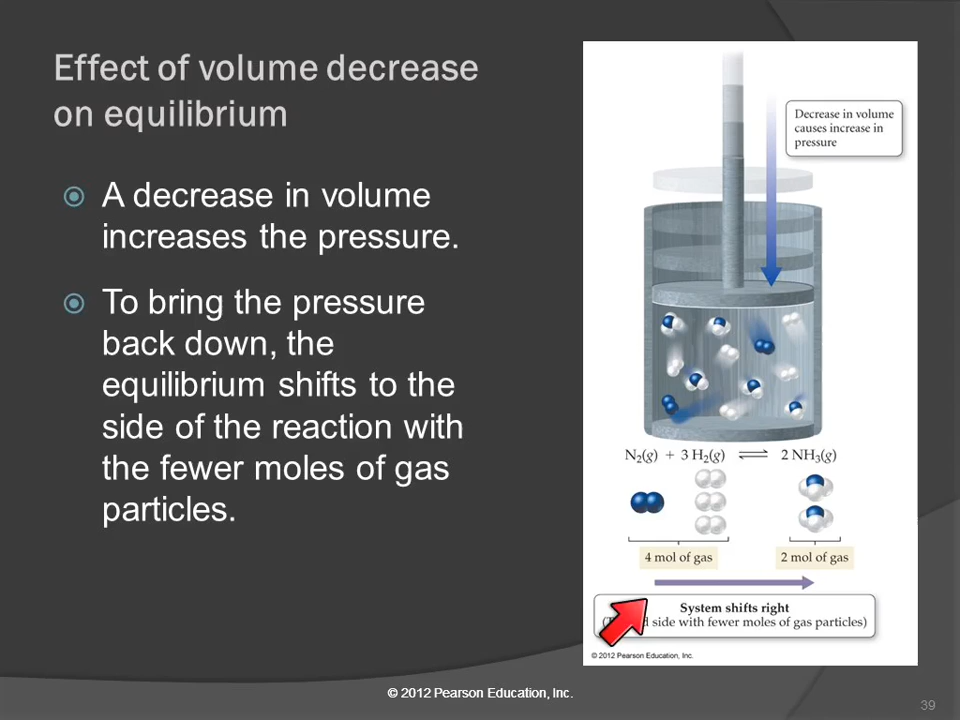 Effect of volume decrease
on equilibrium
A decrease in volume
increases the pressure.
To bring the pressure
back down, the
equilibrium shifts to the
side of the reaction with
the fewer moles of gas
particles.
Decrease in volume
causes increase in
pressure
N₂(g) + 3 H₂(g) ⇌ 2 NH₃(g)
4 mol of gas
2 mol of gas
System shifts right
side with fewer moles of gas particles)
© 2012 Pearson Education, Inc.
© 2012 Pearson Education, Inc.
39